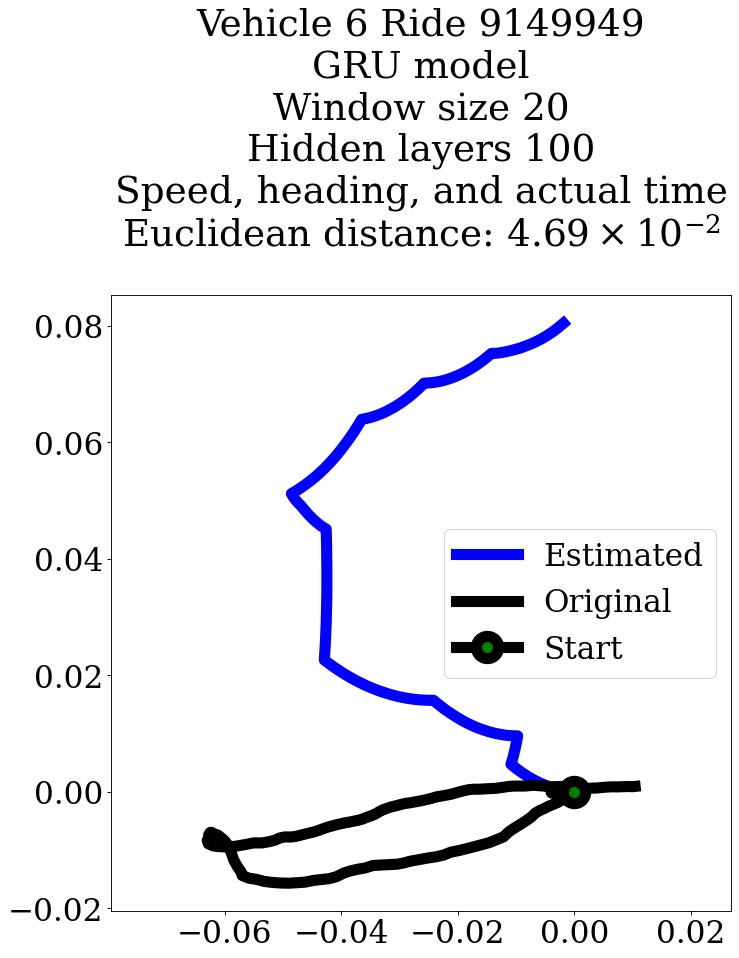 Vehicle 6 Ride 9149949
GRU model
Window size 20
Hidden layers 100
Speed, heading, and actual time
Euclidean distance: 4.69 × 10⁻²
0.08
0.06
0.04
0.02
0.00
−0.02
Estimated
Original
Start
−0.06 −0.04 −0.02 0.00 0.02